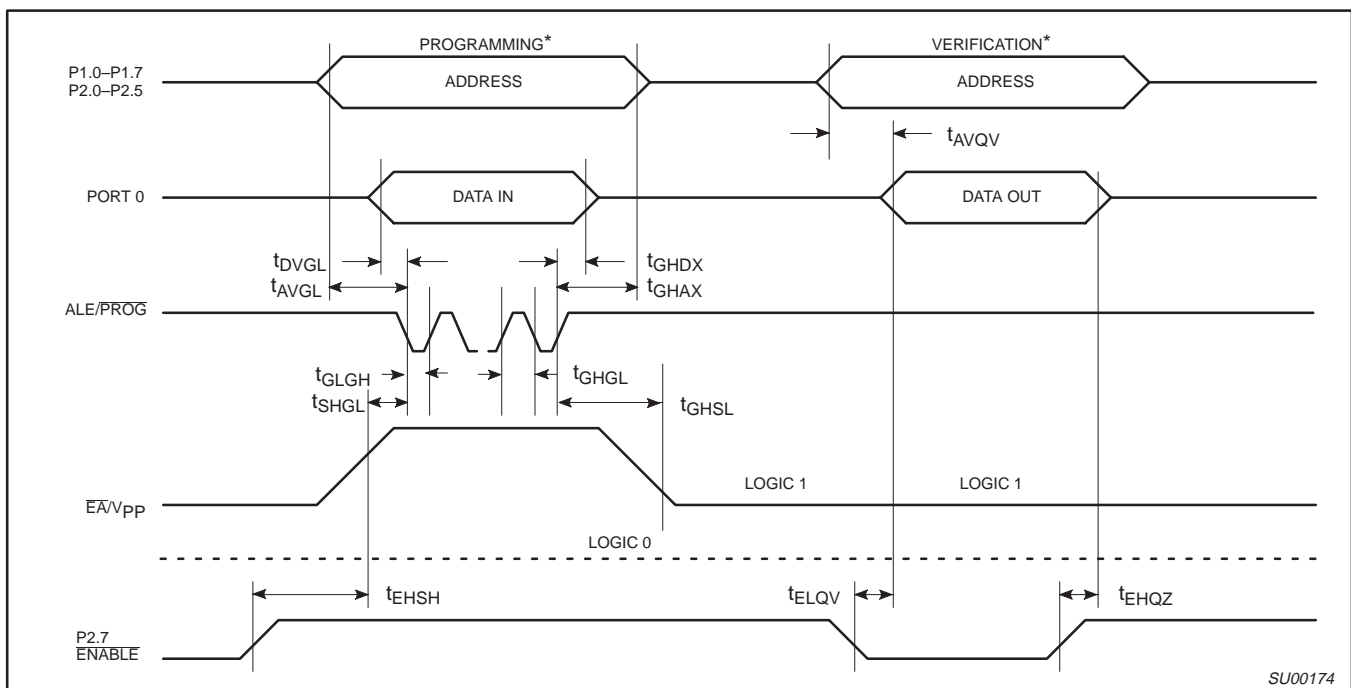 PROGRAMMING* VERIFICATION*
P1.0–P1.7
P2.0–P2.5
ADDRESS ADDRESS
tAVQV
PORT 0 DATA IN DATA OUT
tDVGL tGHDX
tAVGL tGHAX
ALE/PROG
tGLGH tGHGL
tSHGL tGHSL
LOGIC 1 LOGIC 1
EA/VPP
LOGIC 0
tEHSH tELQV tEHQZ
P2.7
ENABLE
SU00174